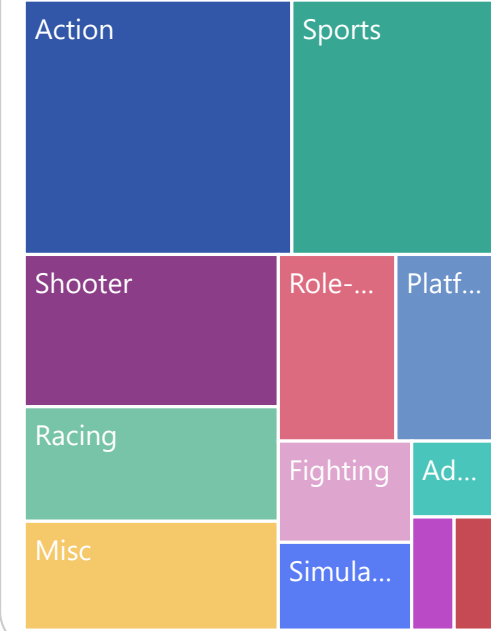 Action
Sports
Shooter
Role-...
Platf...
Racing
Fighting
Ad...
Misc
Simula...